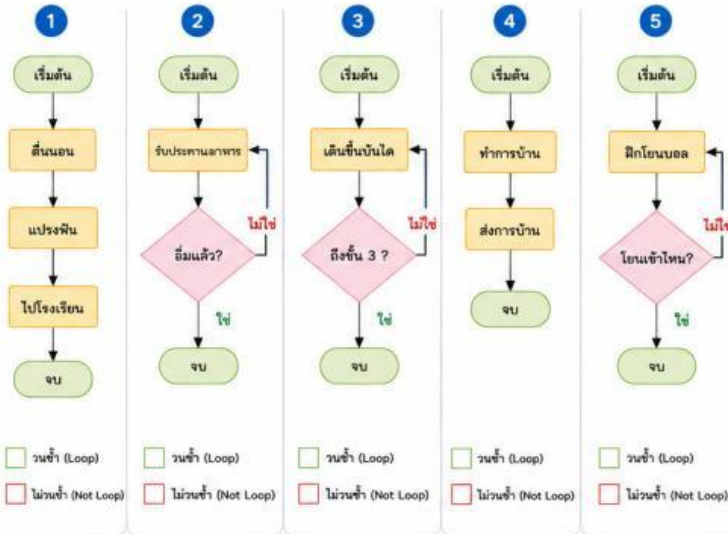 1
เริ่มต้น
ตื่นนอน
แปรงฟัน
ไปโรงเรียน
จบ
วนซ้ำ (Loop)
ไม่วนซ้ำ (Not Loop)
2
เริ่มต้น
รับประทานอาหาร
ไม่ใช่
อิ่มแล้ว?
ใช่
จบ
วนซ้ำ (Loop)
ไม่วนซ้ำ (Not Loop)
3
เริ่มต้น
เดินขึ้นบันได
ไม่ใช่
ถึงชั้น 3 ?
ใช่
จบ
วนซ้ำ (Loop)
ไม่วนซ้ำ (Not Loop)
4
เริ่มต้น
ทำการบ้าน
ส่งการบ้าน
จบ
วนซ้ำ (Loop)
ไม่วนซ้ำ (Not Loop)
5
เริ่มต้น
ฝึกโยนบอล
ไม่ใช่
โยนเข้าไหม?
ใช่
จบ
วนซ้ำ (Loop)
ไม่วนซ้ำ (Not Loop)